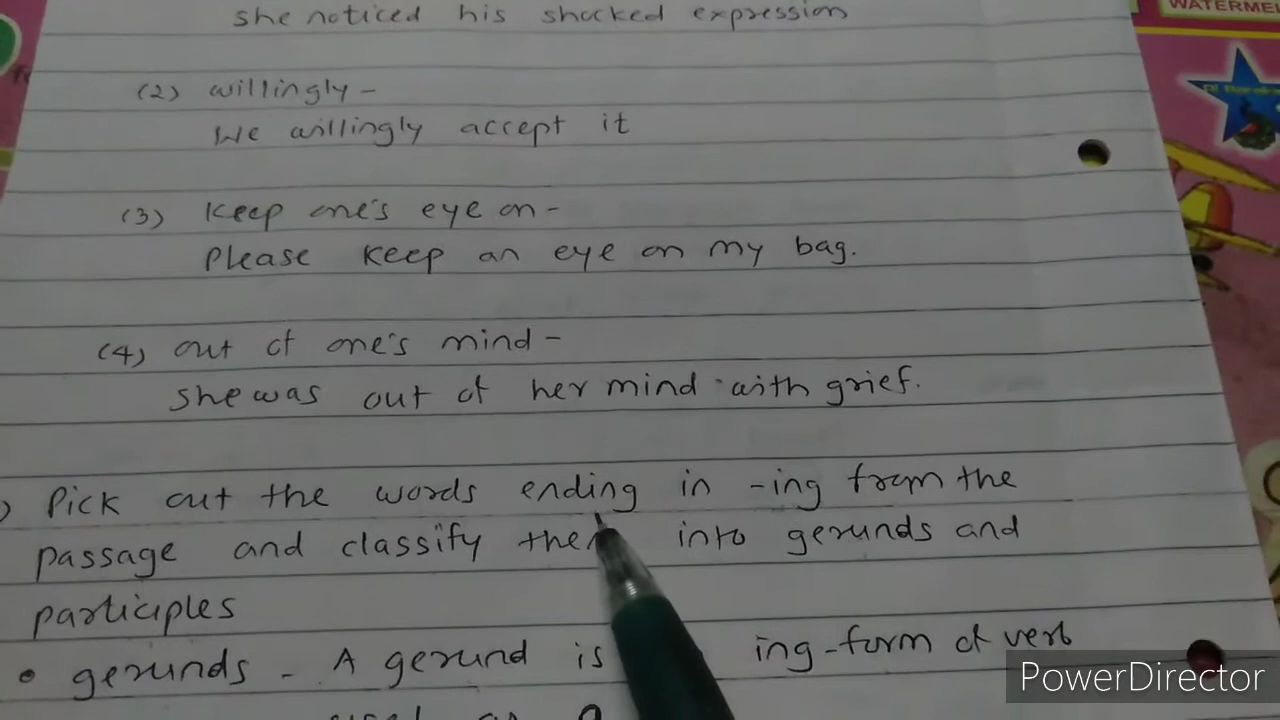 she noticed his shocked expression
WATERMEL
(2) willingly -
We willingly accept it
(3) Keep one's eye on -
Please keep an eye on my bag.
(4) out of one's mind -
she was out of her mind with grief.
) Pick out the words ending in -ing from the
passage and classify them into gerunds and
participles
• gerunds - A gerund is ing-form of verb
PowerDirector